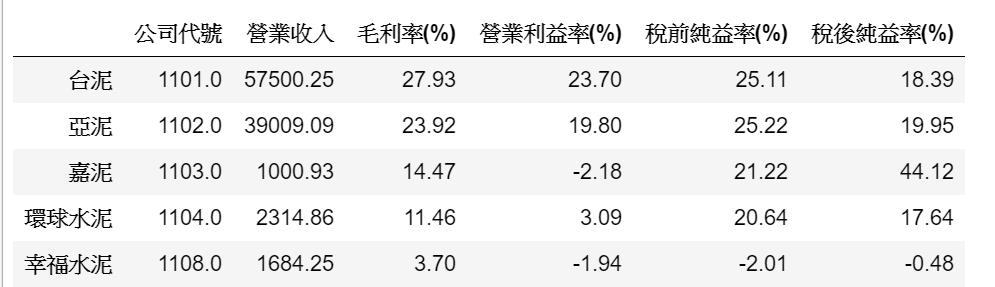 公司代號 營業收入 毛利率(%) 營業利益率(%) 稅前純益率(%) 稅後純益率(%)
台泥 1101.0 57500.25 27.93 23.70 25.11 18.39
亞泥 1102.0 39009.09 23.92 19.80 25.22 19.95
嘉泥 1103.0 1000.93 14.47 -2.18 21.22 44.12
環球水泥 1104.0 2314.86 11.46 3.09 20.64 17.64
幸福水泥 1108.0 1684.25 3.70 -1.94 -2.01 -0.48